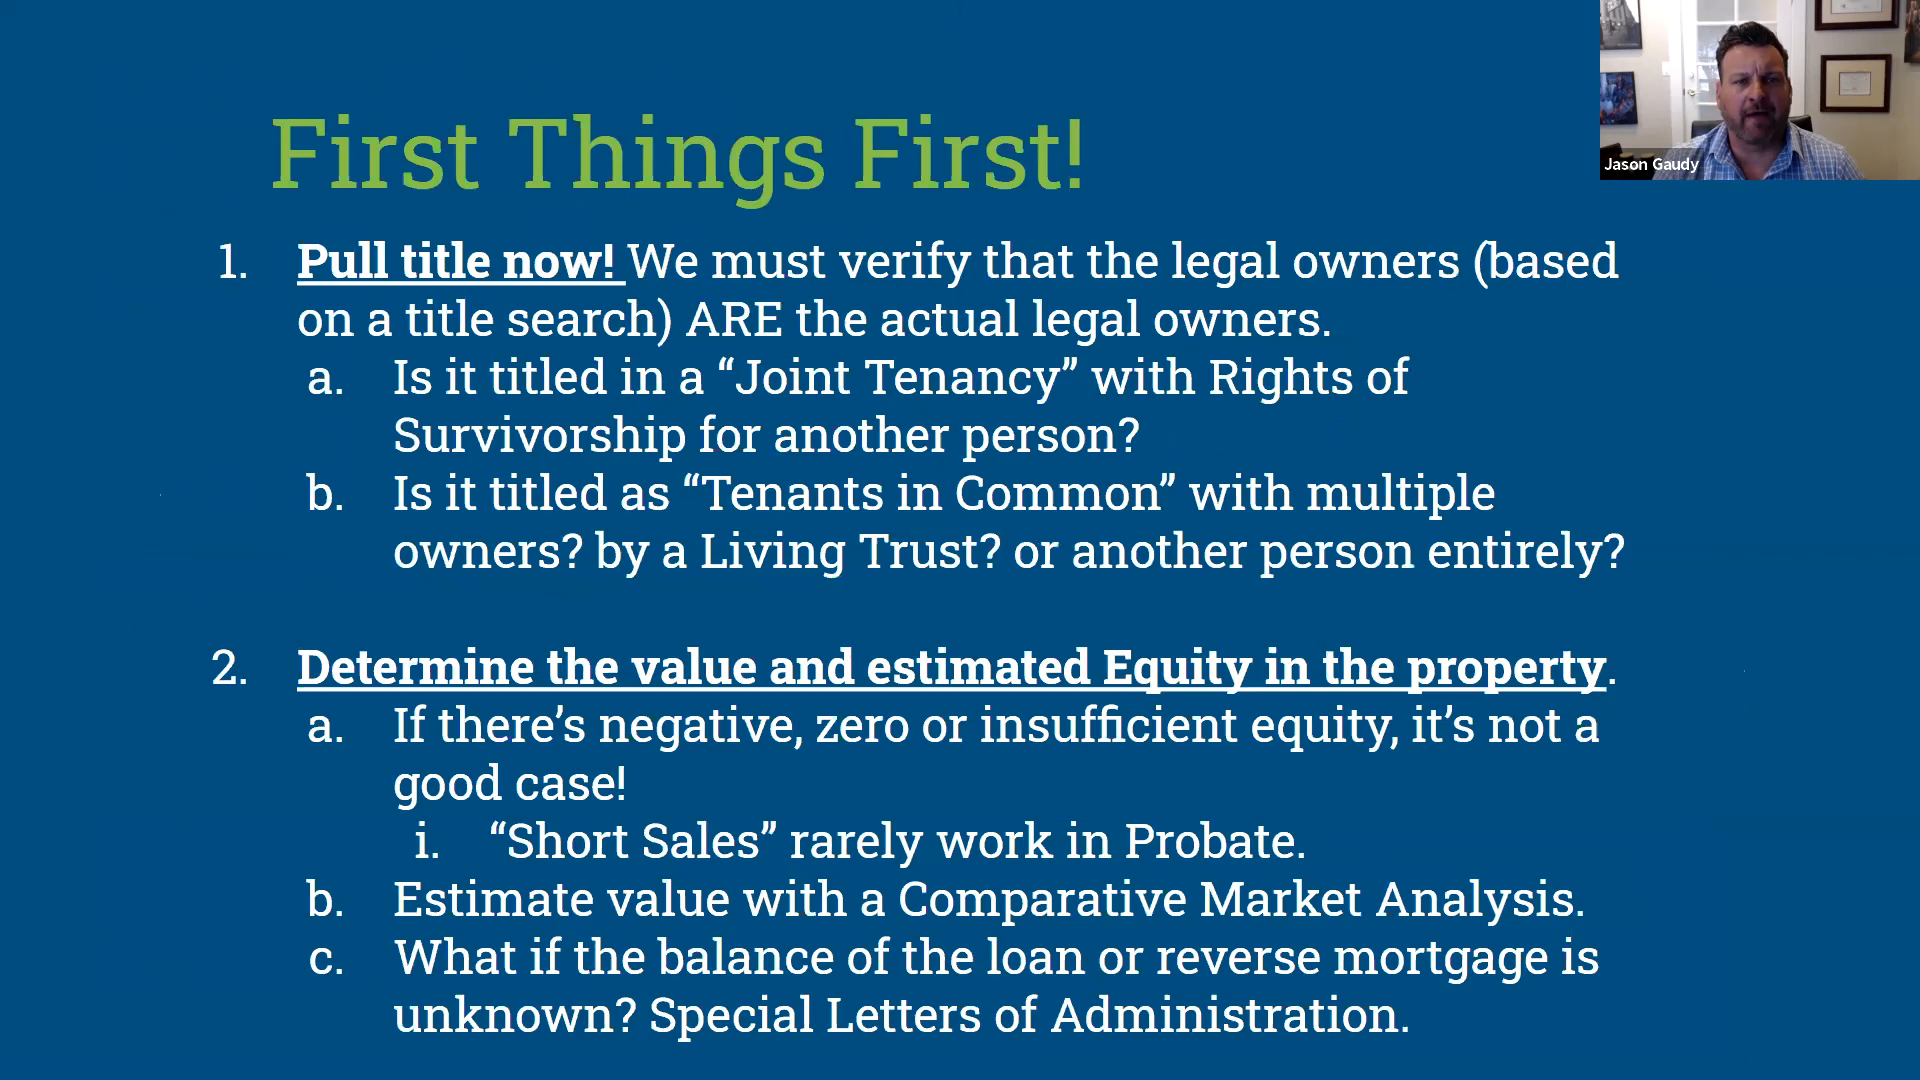 First Things First!
Jason Gaudy
1. Pull title now! We must verify that the legal owners (based
on a title search) ARE the actual legal owners.
a. Is it titled in a “Joint Tenancy” with Rights of
Survivorship for another person?
b. Is it titled as “Tenants in Common” with multiple
owners? by a Living Trust? or another person entirely?
2. Determine the value and estimated Equity in the property.
a. If there’s negative, zero or insufficient equity, it’s not a
good case!
i. “Short Sales” rarely work in Probate.
b. Estimate value with a Comparative Market Analysis.
c. What if the balance of the loan or reverse mortgage is
unknown? Special Letters of Administration.